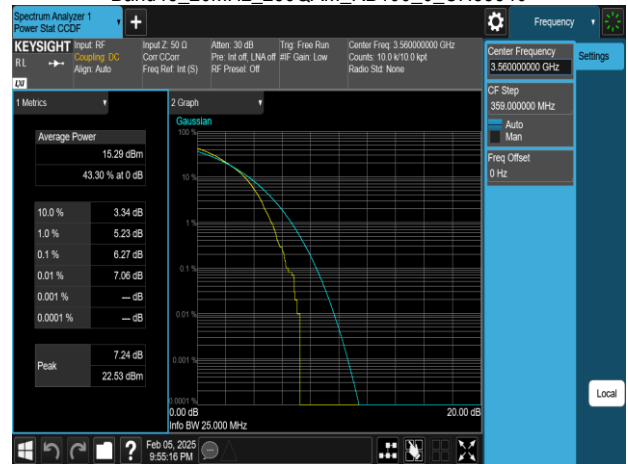 Spectrum Analyzer 1
Power Stat CCDF
Frequency
KEYSIGHT
RL
LXI
Input: RF
Coupling: DC
Align: Auto
Input Z: 50 Ω
Corr CCorr
Freq Ref: Int (S)
Atten: 30 dB
Pre: Int off, LNA off
RF Preset: Off
Trig: Free Run
#IF Gain: Low
Center Freq: 3.560000000 GHz
Counts: 10.0 k/10.0 kpt
Radio Std: None
1 Metrics
Average Power
15.29 dBm
43.30 % at 0 dB
10.0 % 3.34 dB
1.0 % 5.23 dB
0.1 % 6.27 dB
0.01 % 7.06 dB
0.001 % --- dB
0.0001 % --- dB
Peak
7.24 dB
22.53 dBm
2 Graph
Gaussian
100 %
10 %
1 %
0.1 %
0.01 %
0.001 %
0.0001 %
0.00 dB 20.00 dB
Info BW 25.000 MHz
Center Frequency
3.560000000 GHz
Settings
CF Step
359.000000 MHz
Auto
Man
Freq Offset
0 Hz
Local
?
Feb 05, 2025
9:55:16 PM